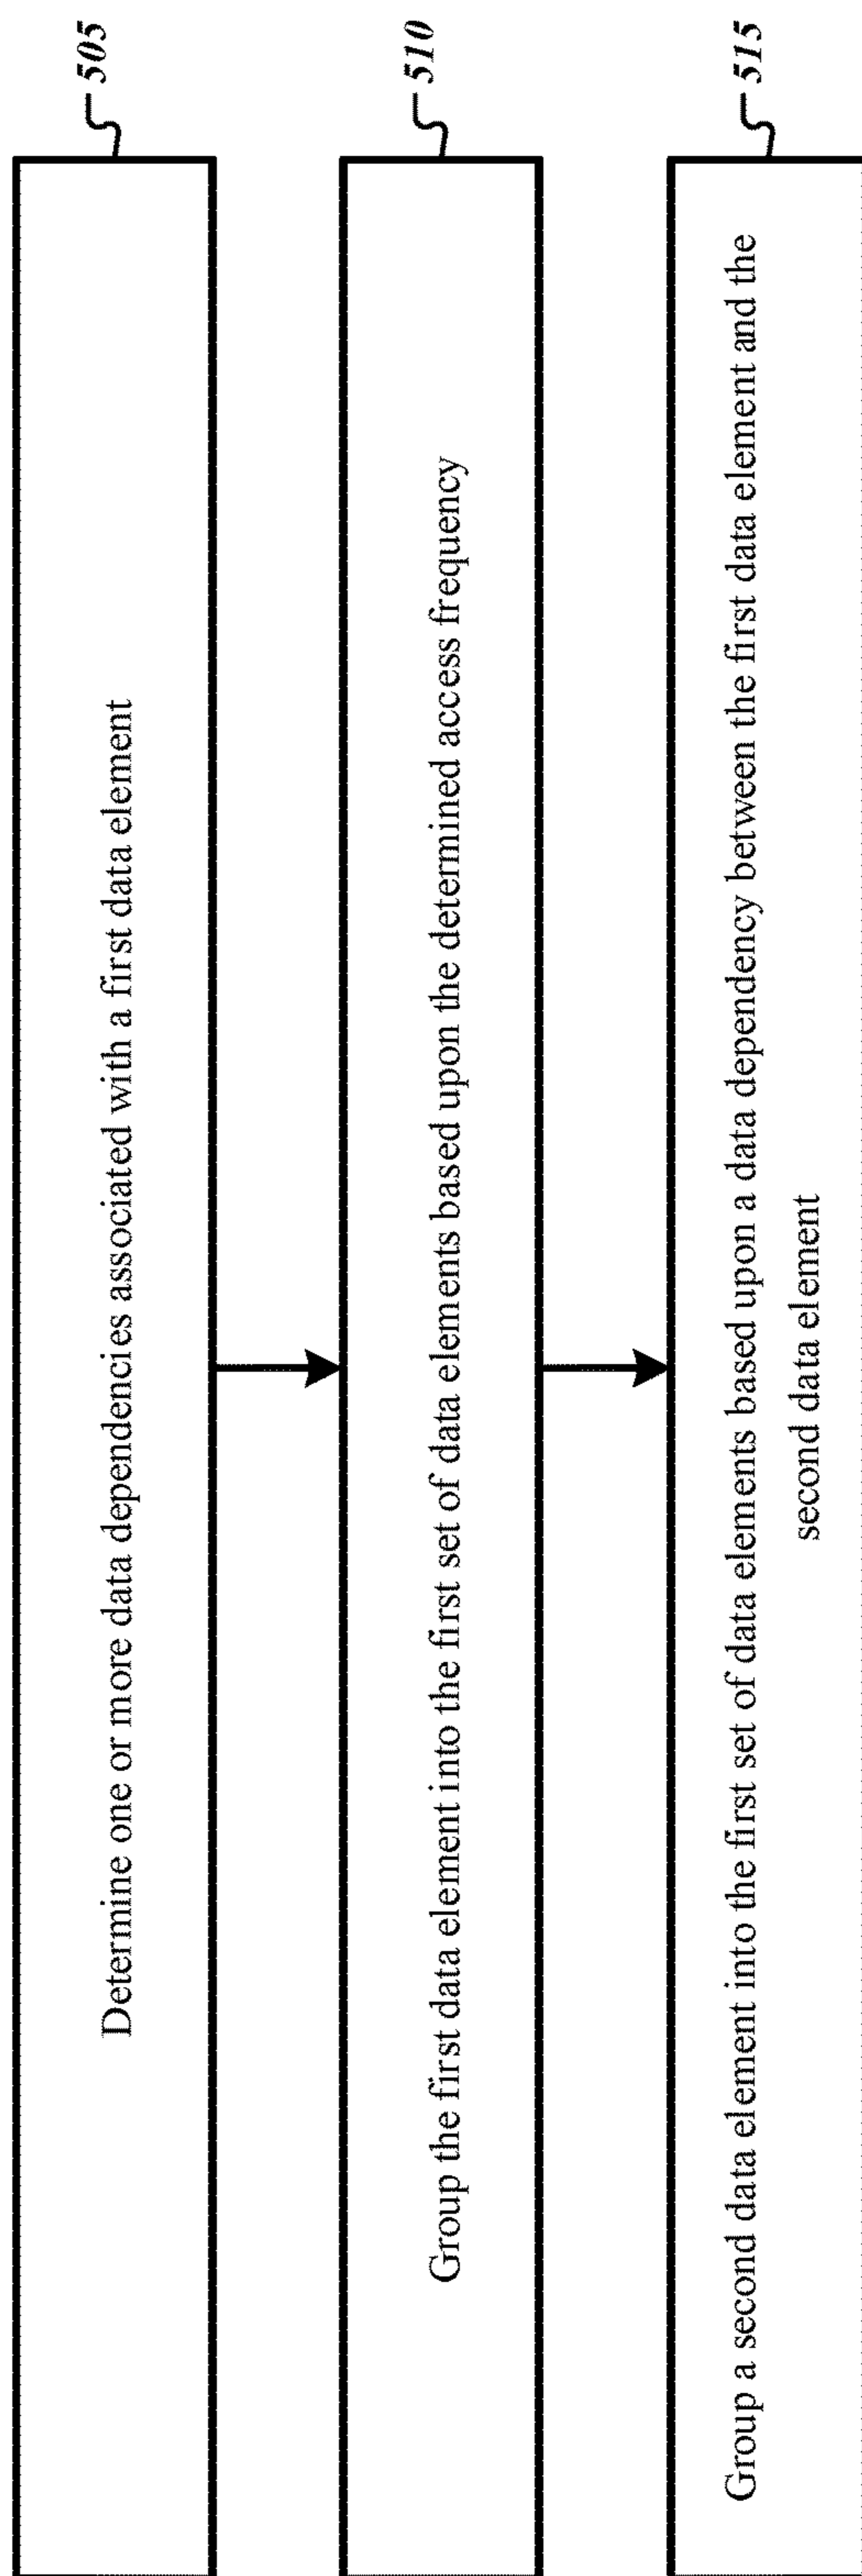 Determine one or more data dependencies associated with a first data element
505
Group the first data element into the first set of data elements based upon the determined access frequency
510
Group a second data element into the first set of data elements based upon a data dependency between the first data element and the
second data element
515